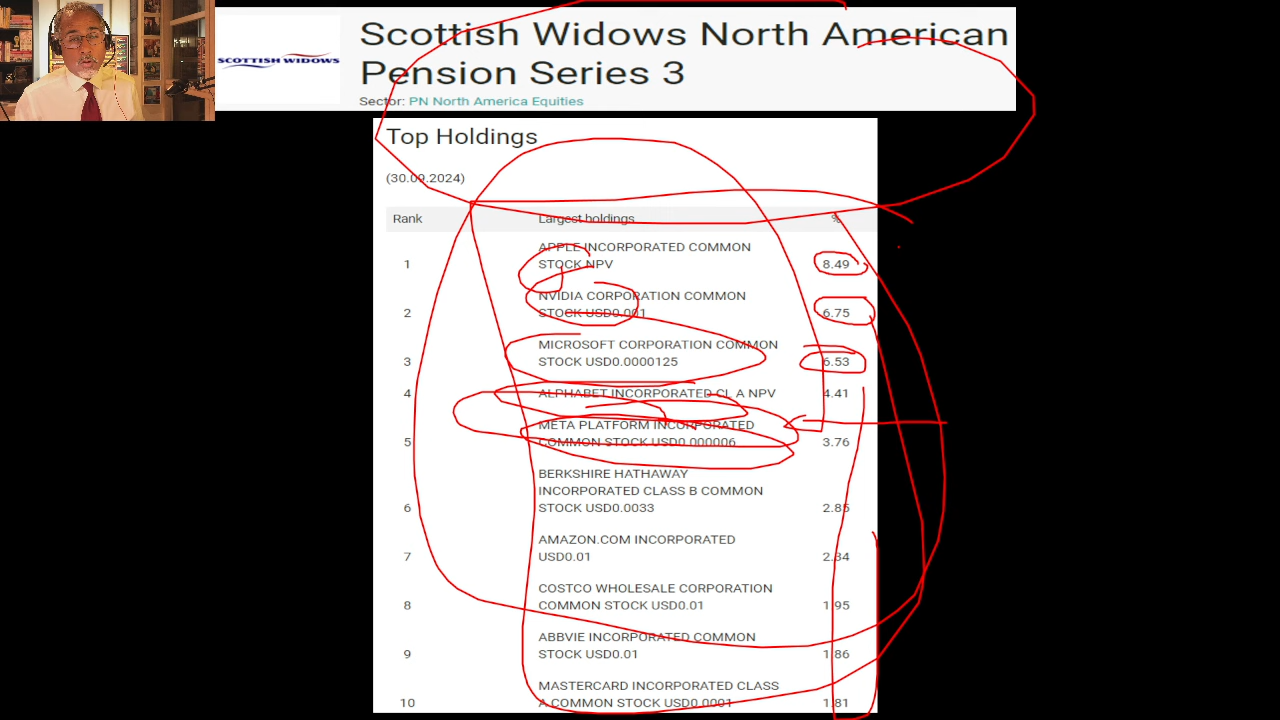 Scottish Widows North American
Pension Series 3
SCOTTISH WIDOWS
Sector: PN North America Equities
Top Holdings
(30.09.2024)
Rank Largest holdings %
APPLE INCORPORATED COMMON
1 STOCK NPV 8.49
NVIDIA CORPORATION COMMON
2 STOCK USD0.001 6.75
MICROSOFT CORPORATION COMMON
3 STOCK USD0.0000125 6.53
4 ALPHABET INCORPORATED CL A NPV 4.41
META PLATFORM INCORPORATED
5 COMMON STOCK USD0.000006 3.76
BERKSHIRE HATHAWAY
INCORPORATED CLASS B COMMON
6 STOCK USD0.0033 2.85
AMAZON.COM INCORPORATED
7 USD0.01 2.34
COSTCO WHOLESALE CORPORATION
8 COMMON STOCK USD0.01 1.95
ABBVIE INCORPORATED COMMON
9 STOCK USD0.01 1.86
MASTERCARD INCORPORATED CLASS
10 A COMMON STOCK USD0.0001 1.81